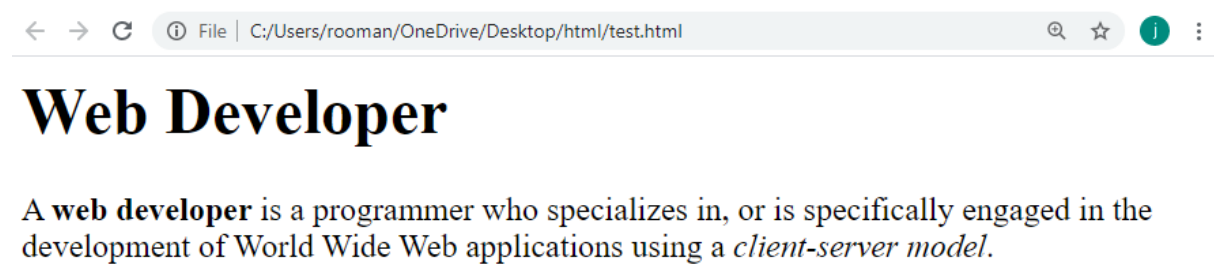 File | C:/Users/rooman/OneDrive/Desktop/html/test.html j
Web Developer
A web developer is a programmer who specializes in, or is specifically engaged in the
development of World Wide Web applications using a client-server model.